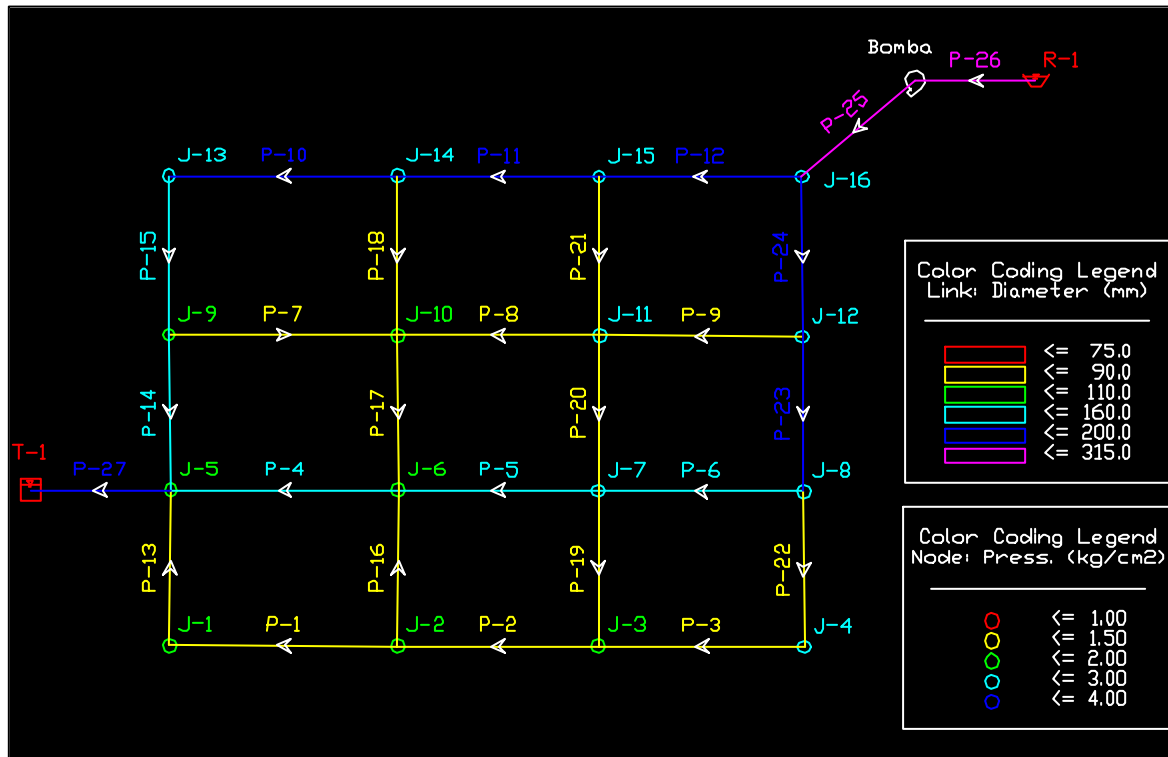 Bomba
P-26
R-1
P-25
J-13
P-10
J-14
P-11
J-15
P-12
J-16
P-15
P-18
P-21
P-24
J-9
P-7
J-10
P-8
J-11
P-9
J-12
P-14
P-17
P-20
P-23
T-1
P-27
J-5
P-4
J-6
P-5
J-7
P-6
J-8
P-13
P-16
P-19
P-22
J-1
P-1
J-2
P-2
J-3
P-3
J-4
Color Coding Legend
Link: Diameter (mm)
<= 75.0
<= 90.0
<= 110.0
<= 160.0
<= 200.0
<= 315.0
Color Coding Legend
Node: Press. (kg/cm2)
<= 1.00
<= 1.50
<= 2.00
<= 3.00
<= 4.00